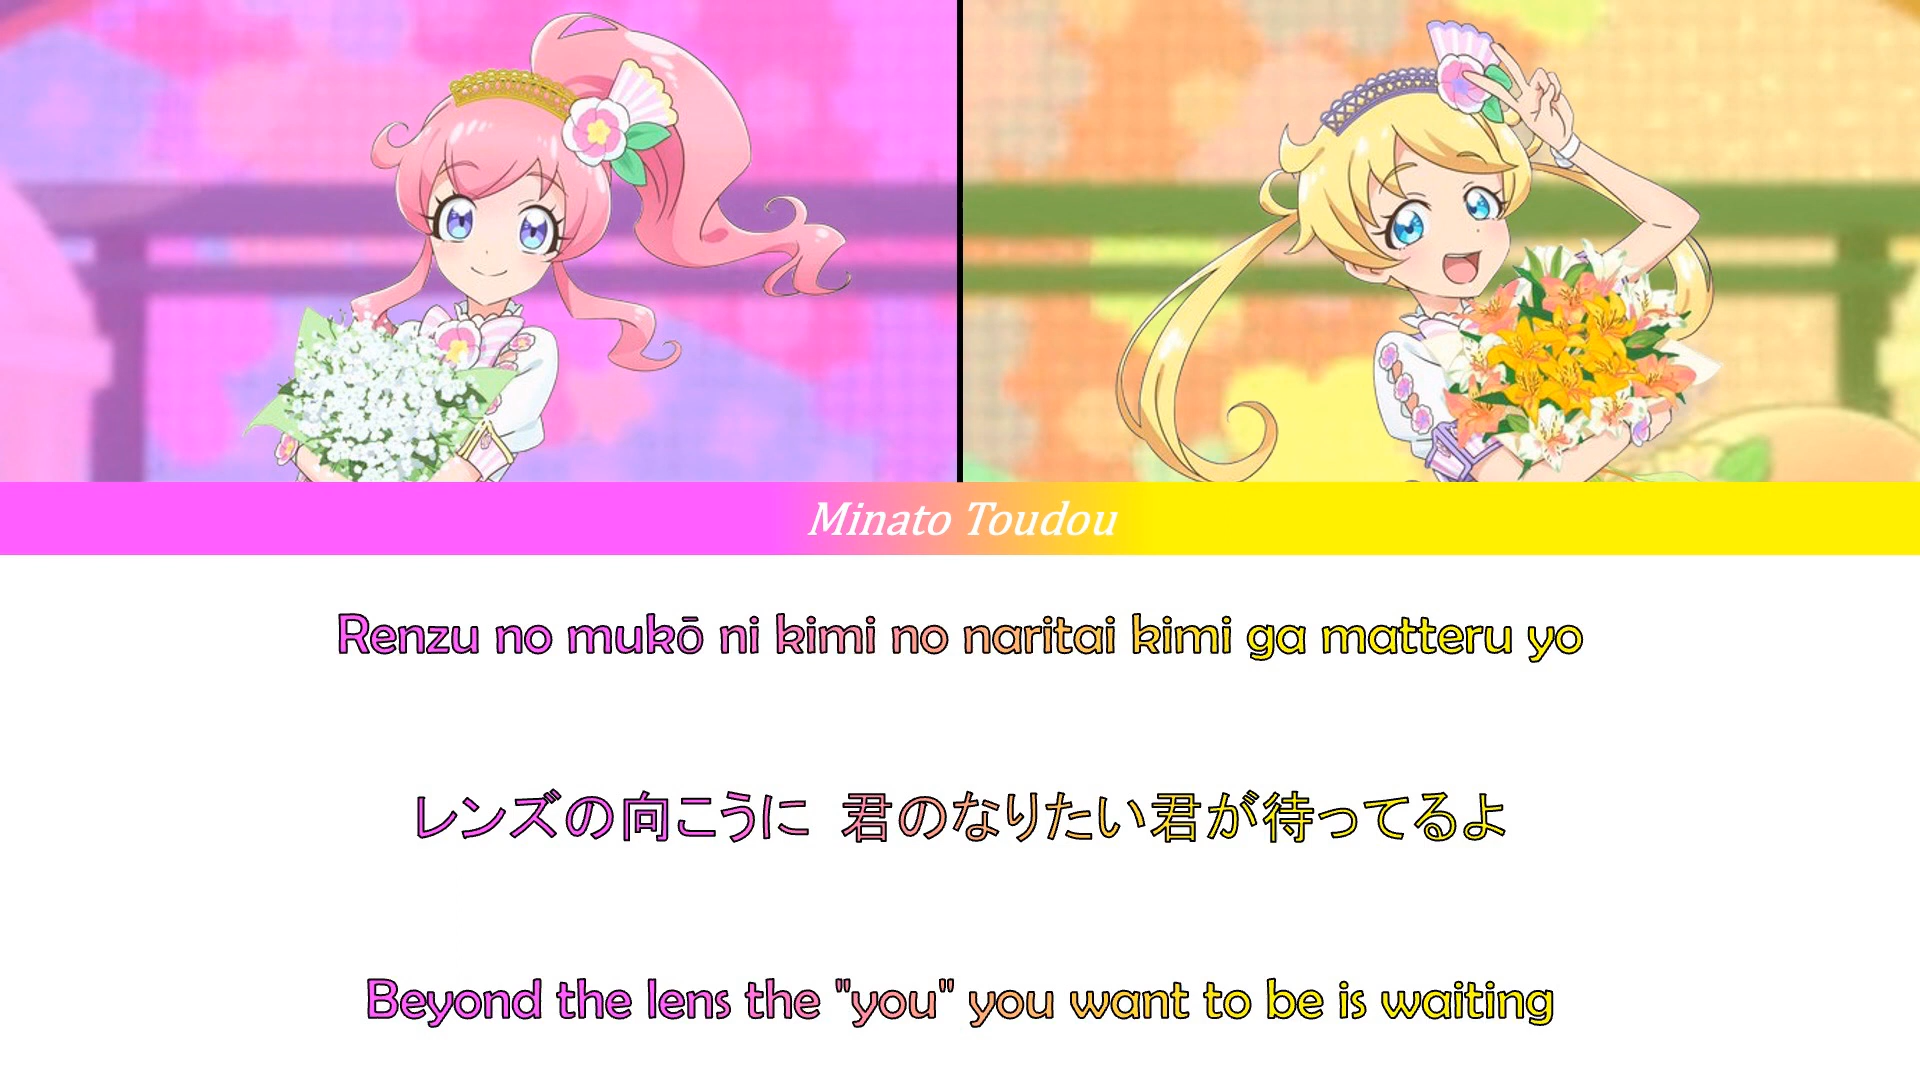 Minato Toudou
Renzu no mukō ni kimi no naritai kimi ga matteru yo
レンズの向こうに 君のなりたい君が待ってるよ
Beyond the lens the "you" you want to be is waiting